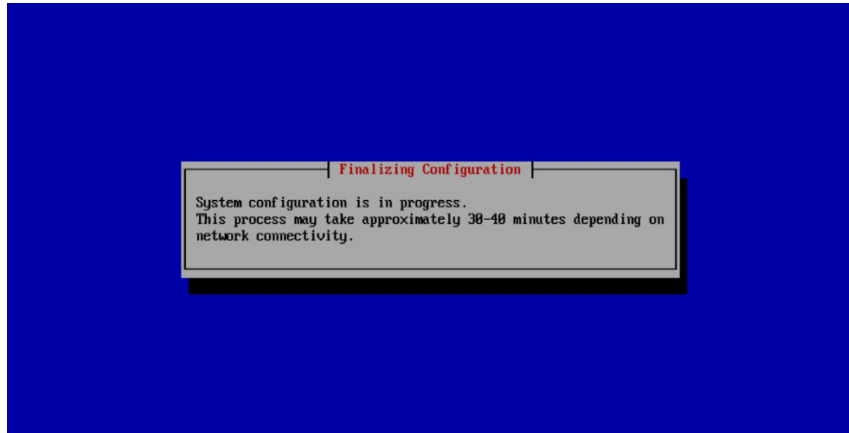 Finalizing Configuration
System configuration is in progress.
This process may take approximately 30-40 minutes depending on
network connectivity.